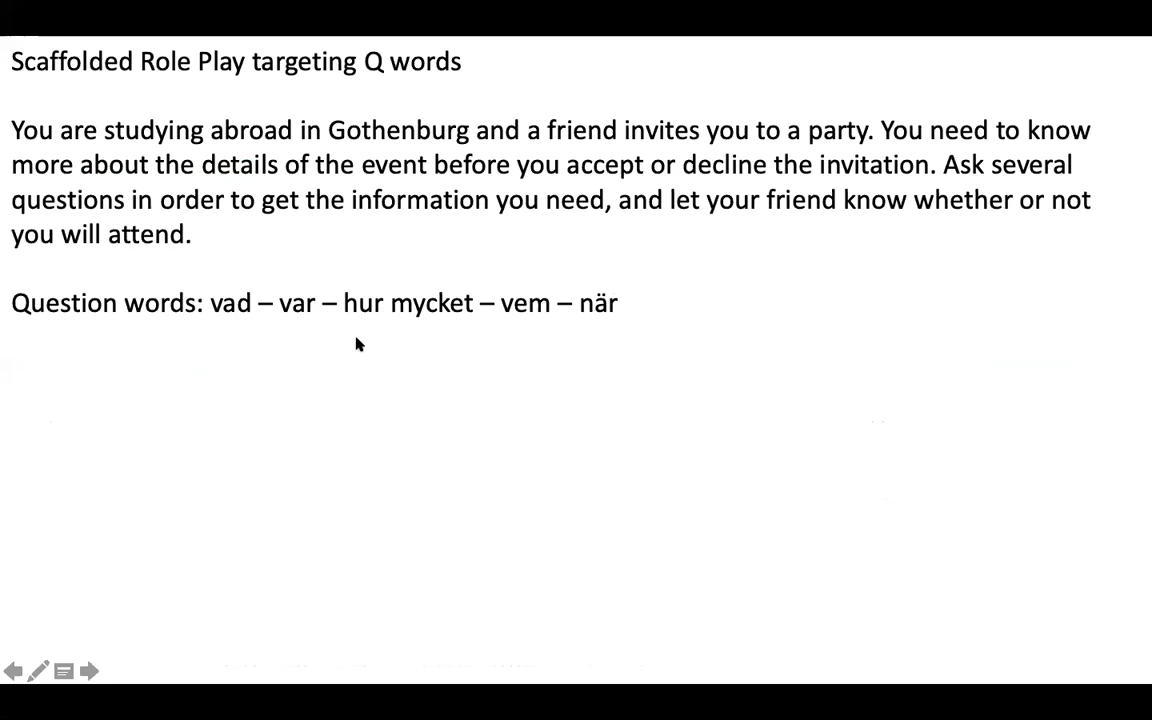 Scaffolded Role Play targeting Q words
You are studying abroad in Gothenburg and a friend invites you to a party. You need to know
more about the details of the event before you accept or decline the invitation. Ask several
questions in order to get the information you need, and let your friend know whether or not
you will attend.
Question words: vad – var – hur mycket – vem – när